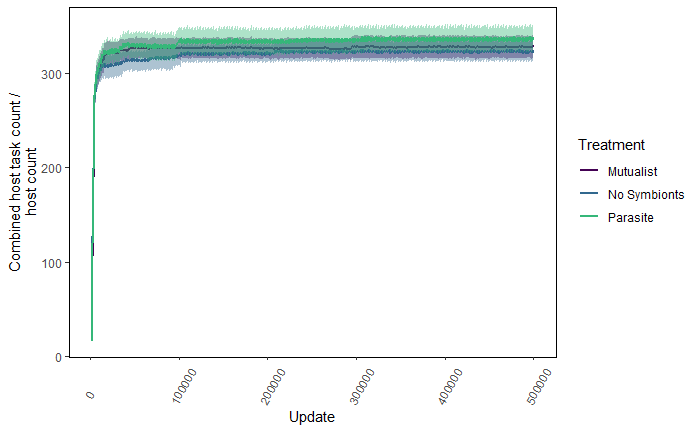 Combined host task count /
host count
300
200
100
0
0
100000
200000
300000
400000
500000
Update
Treatment
Mutualist
No Symbionts
Parasite